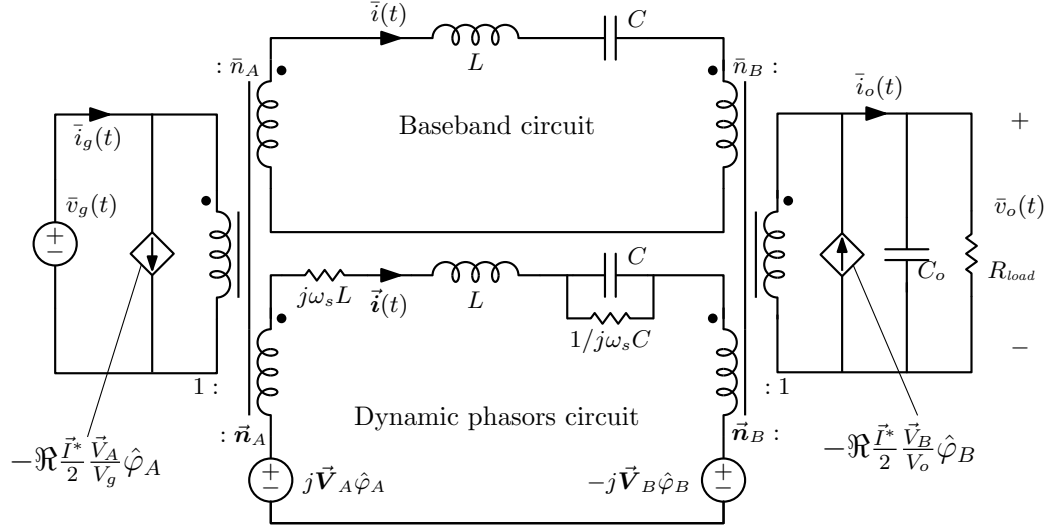 ī(t)
C
L
: n̄_A
n̄_B :
Baseband circuit
ī_g(t)
ī_o(t)
+
v̄_g(t)
+
−
v̄_o(t)
C_o
R_load
−
jω_sL
i⃗(t)
L
C
1/jω_sC
1 :
: 1
Dynamic phasors circuit
: n⃗_A
n⃗_B :
−ℜ I⃗*/2 V⃗_A/V_g φ̂_A
+
−
jV⃗_Aφ̂_A
−jV⃗_Bφ̂_B
+
−
−ℜ I⃗*/2 V⃗_B/V_o φ̂_B